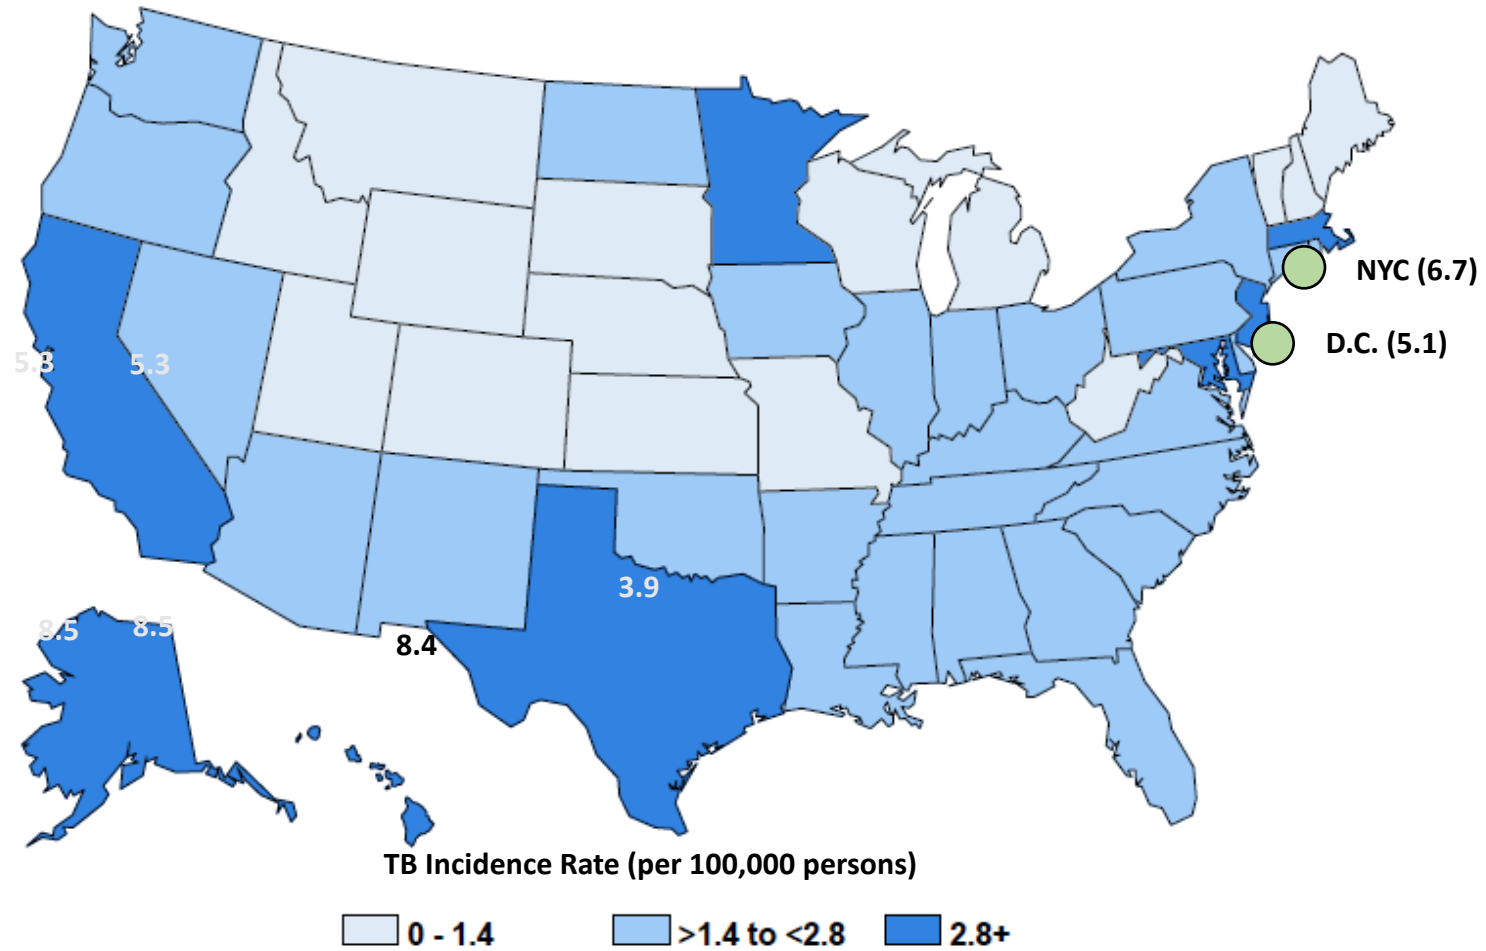 NYC (6.7)
D.C. (5.1)
5.3
5.3
3.9
8.5
8.5
8.4
TB Incidence Rate (per 100,000 persons)
0 - 1.4
>1.4 to <2.8
2.8+